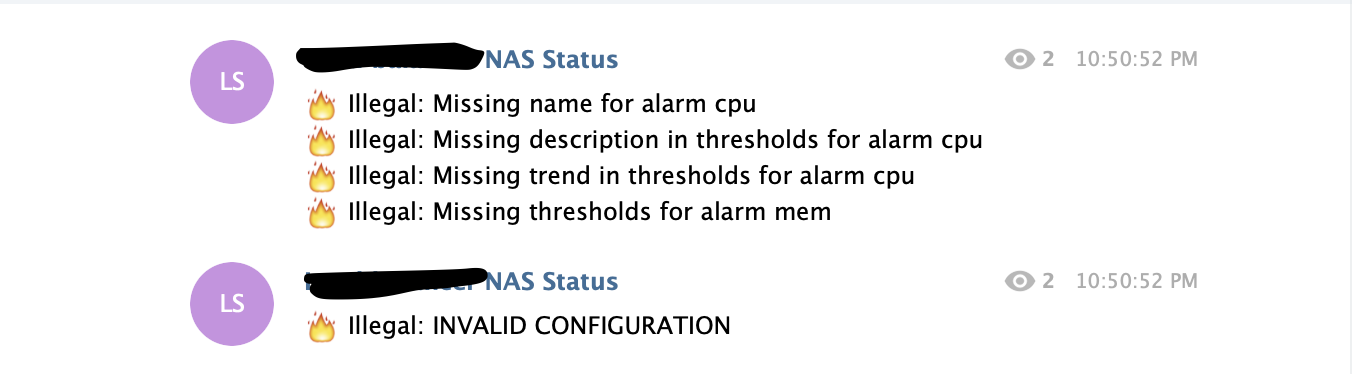 LS
NAS Status
2
10:50:52 PM
Illegal: Missing name for alarm cpu
Illegal: Missing description in thresholds for alarm cpu
Illegal: Missing trend in thresholds for alarm cpu
Illegal: Missing thresholds for alarm mem
LS
NAS Status
2
10:50:52 PM
Illegal: INVALID CONFIGURATION